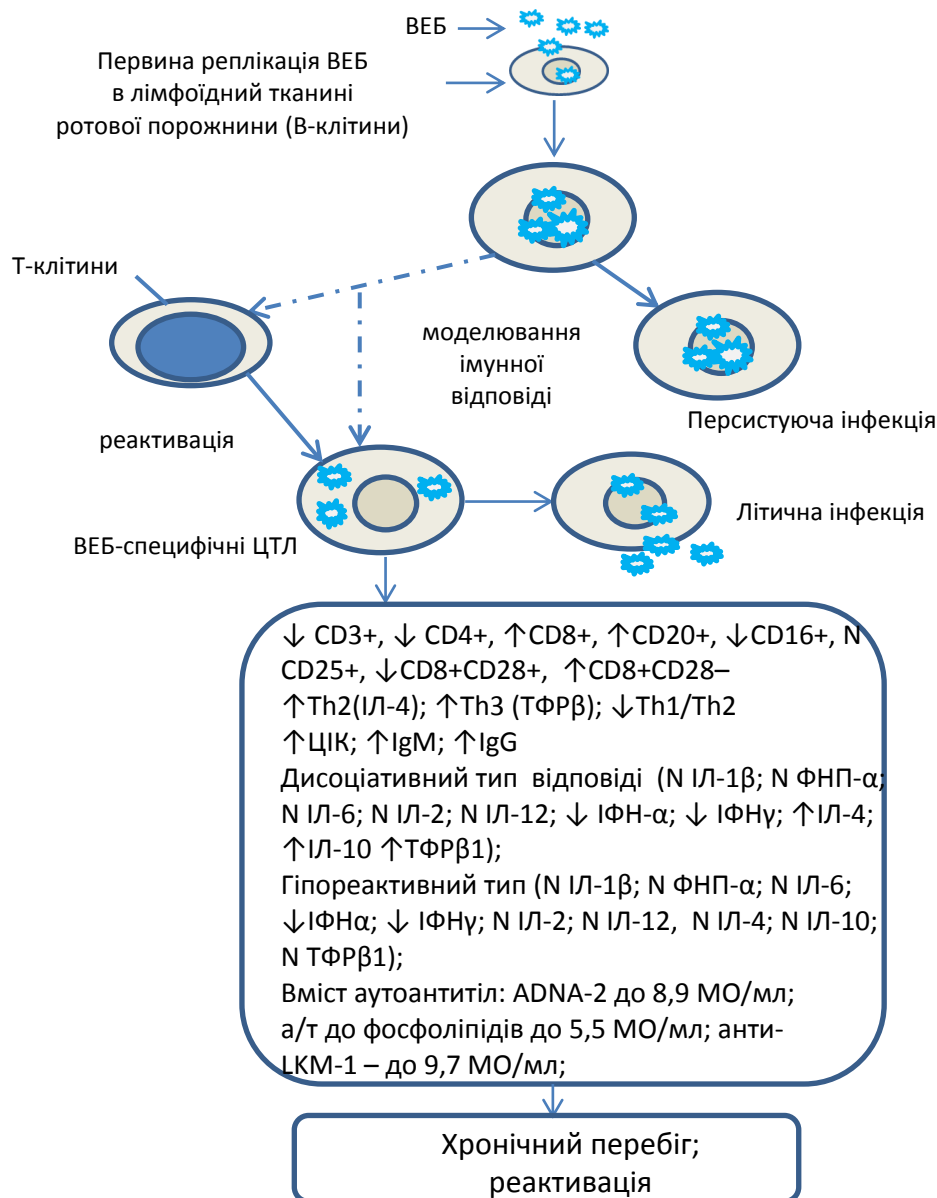 ВЕБ
Первина реплікація ВЕБ
в лімфоїдний тканині
ротової порожнини (В-клітини)
Т-клітини
моделювання
імунної
відповіді
Персистуюча інфекція
реактивація
Літична інфекція
ВЕБ-специфічні ЦТЛ
↓ CD3+, ↓ CD4+, ↑CD8+, ↑CD20+, ↓CD16+, N
CD25+, ↓CD8+CD28+, ↑CD8+CD28–
↑Th2(ІЛ-4); ↑Th3 (ТФРβ); ↓Th1/Th2
↑ЦІК; ↑IgM; ↑IgG
Дисоціативний тип відповіді (N ІЛ-1β; N ФНП-α;
N ІЛ-6; N ІЛ-2; N ІЛ-12; ↓ ІФН-α; ↓ ІФНγ; ↑ІЛ-4;
↑ІЛ-10 ↑ТФРβ1);
Гіпореактивний тип (N ІЛ-1β; N ФНП-α; N ІЛ-6;
↓ІФНα; ↓ ІФНγ; N ІЛ-2; N ІЛ-12, N ІЛ-4; N ІЛ-10;
N ТФРβ1);
Вміст аутоантитіл: ADNA-2 до 8,9 МО/мл;
а/т до фосфоліпідів до 5,5 МО/мл; анти-
LKM-1 – до 9,7 МО/мл;
Хронічний перебіг;
реактивація